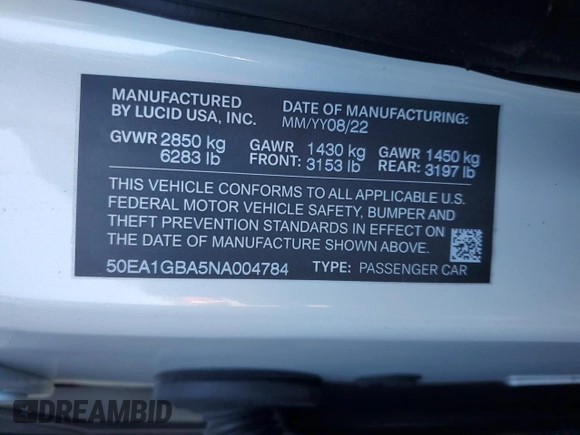 MANUFACTURED BY LUCID USA, INC.
DATE OF MANUFACTURING:
MM/YY08/22
GVWR 2850 kg
6283 lb
GAWR 1430 kg
FRONT: 3153 lb
GAWR 1450 kg
REAR: 3197 lb
THIS VEHICLE CONFORMS TO ALL APPLICABLE U.S.
FEDERAL MOTOR VEHICLE SAFETY, BUMPER AND
THEFT PREVENTION STANDARDS IN EFFECT ON
THE DATE OF MANUFACTURE SHOWN ABOVE.
50EA1GBA5NA004784 TYPE: PASSENGER CAR
DREAMBID